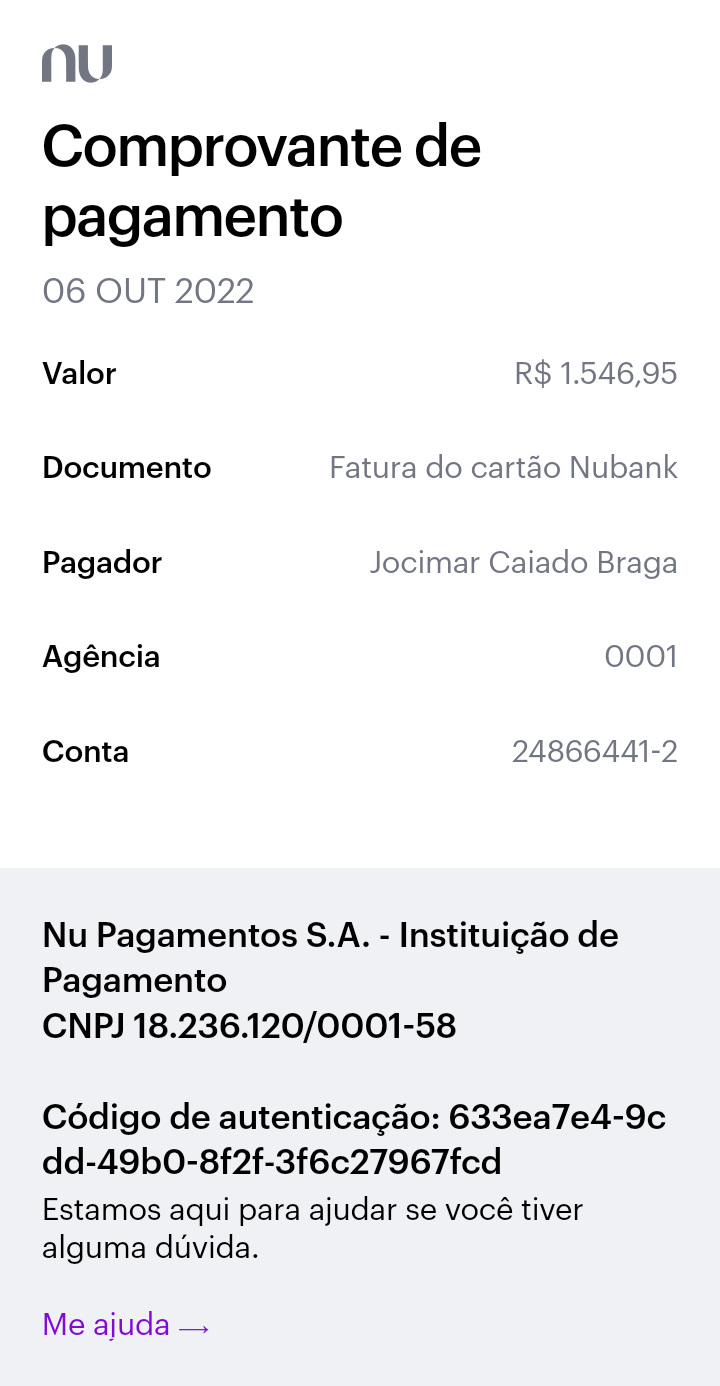 nu
Comprovante de
pagamento
06 OUT 2022
Valor R$ 1.546,95
Documento Fatura do cartão Nubank
Pagador Jocimar Caiado Braga
Agência 0001
Conta 24866441-2
Nu Pagamentos S.A. - Instituição de
Pagamento
CNPJ 18.236.120/0001-58
Código de autenticação: 633ea7e4-9c
dd-49b0-8f2f-3f6c27967fcd
Estamos aqui para ajudar se você tiver
alguma dúvida.
Me ajuda →